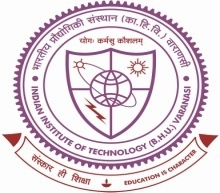 भारतीय प्रौद्योगिकी संस्थान (का.हि.वि.) वाराणसी
योगः कर्मसु कौशलम्
INDIAN INSTITUTE OF TECHNOLOGY (B.H.U.) VARANASI
संस्कार ही शिक्षा
EDUCATION IS CHARACTER